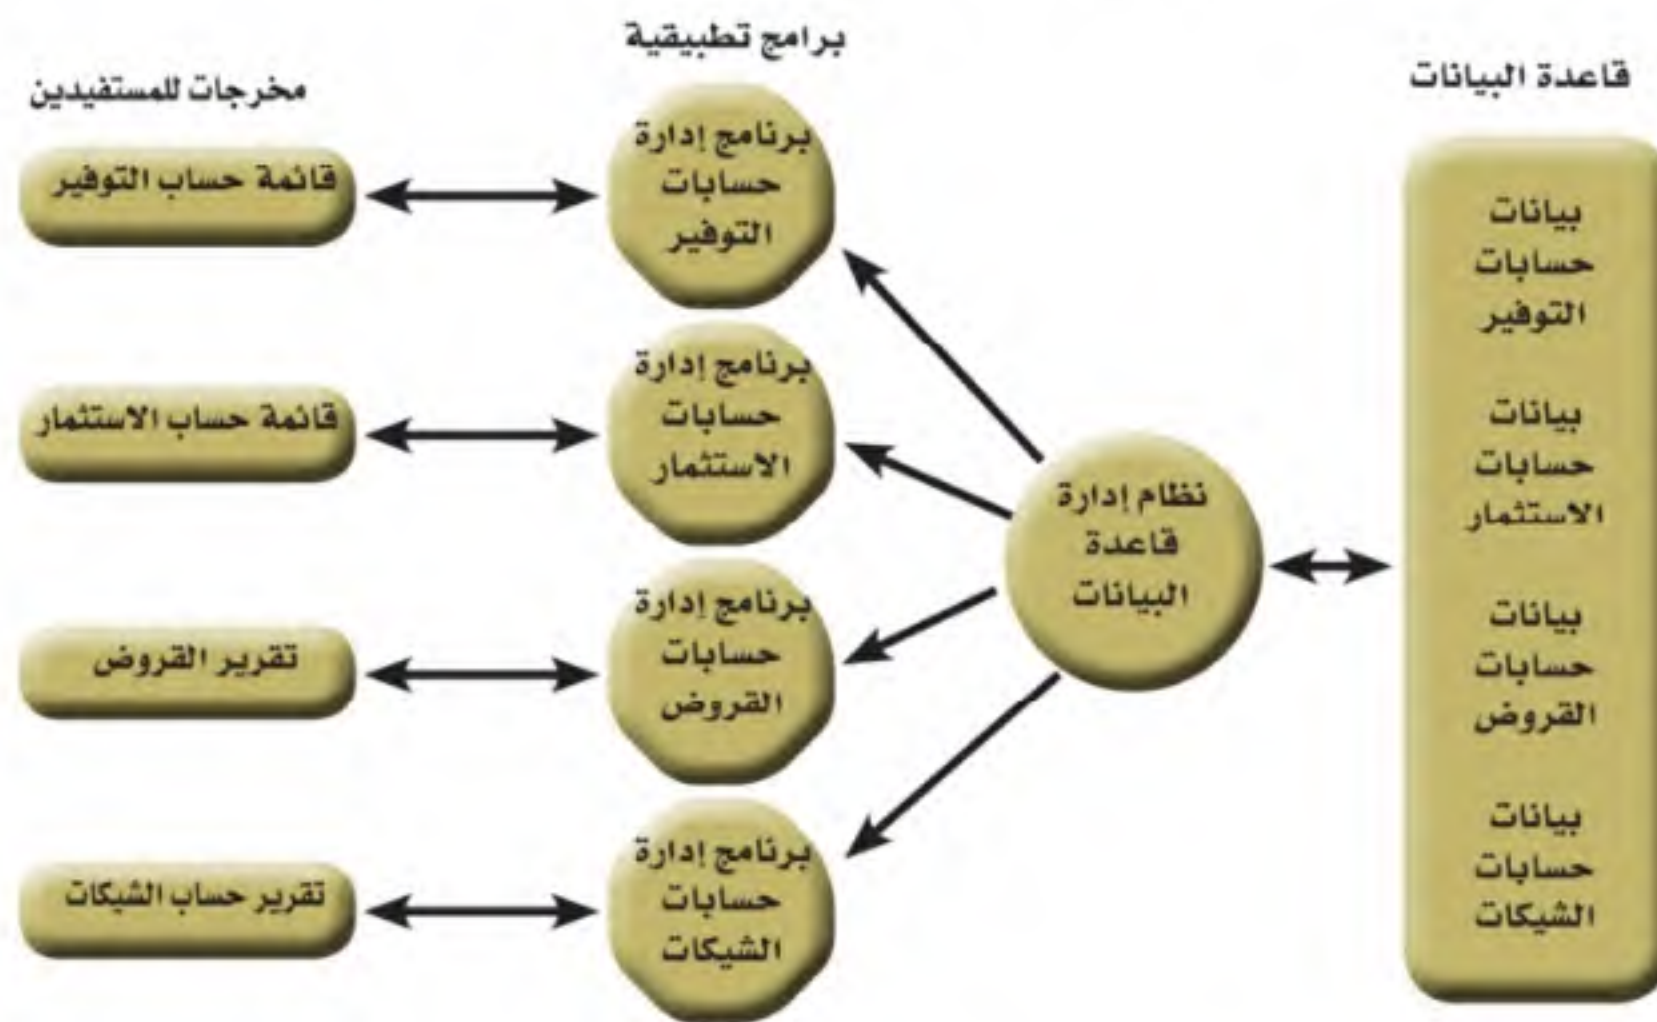 قاعدة البيانات
بيانات
حسابات
التوفير
بيانات
حسابات
الاستثمار
بيانات
حسابات
القروض
بيانات
حسابات
الشيكات
نظام إدارة
قاعدة
البيانات
برامج تطبيقية
برنامج إدارة
حسابات
التوفير
برنامج إدارة
حسابات
الاستثمار
برنامج إدارة
حسابات
القروض
برنامج إدارة
حسابات
الشيكات
مخرجات للمستفيدين
قائمة حساب التوفير
قائمة حساب الاستثمار
تقرير القروض
تقرير حساب الشيكات